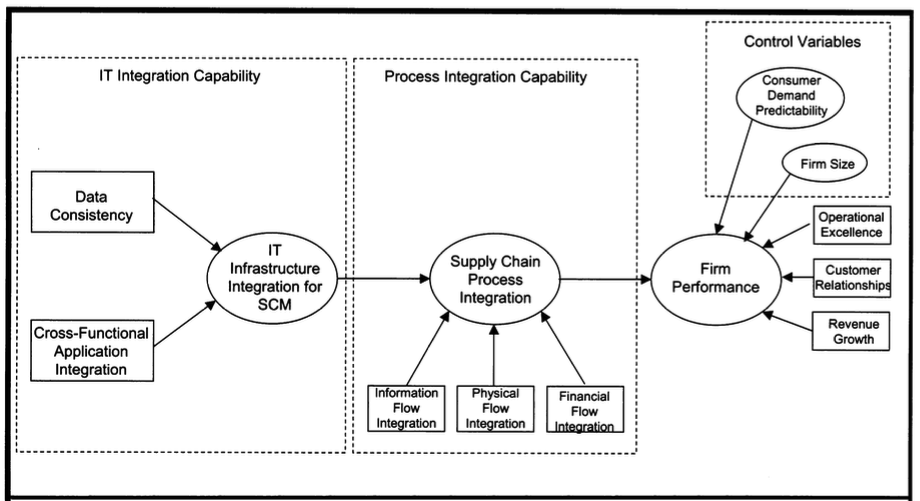 IT Integration Capability
Data
Consistency
Cross-Functional
Application
Integration
IT
Infrastructure
Integration for
SCM
Process Integration Capability
Supply Chain
Process
Integration
Information
Flow
Integration
Physical
Flow
Integration
Financial
Flow
Integration
Control Variables
Consumer
Demand
Predictability
Firm Size
Firm
Performance
Operational
Excellence
Customer
Relationships
Revenue
Growth